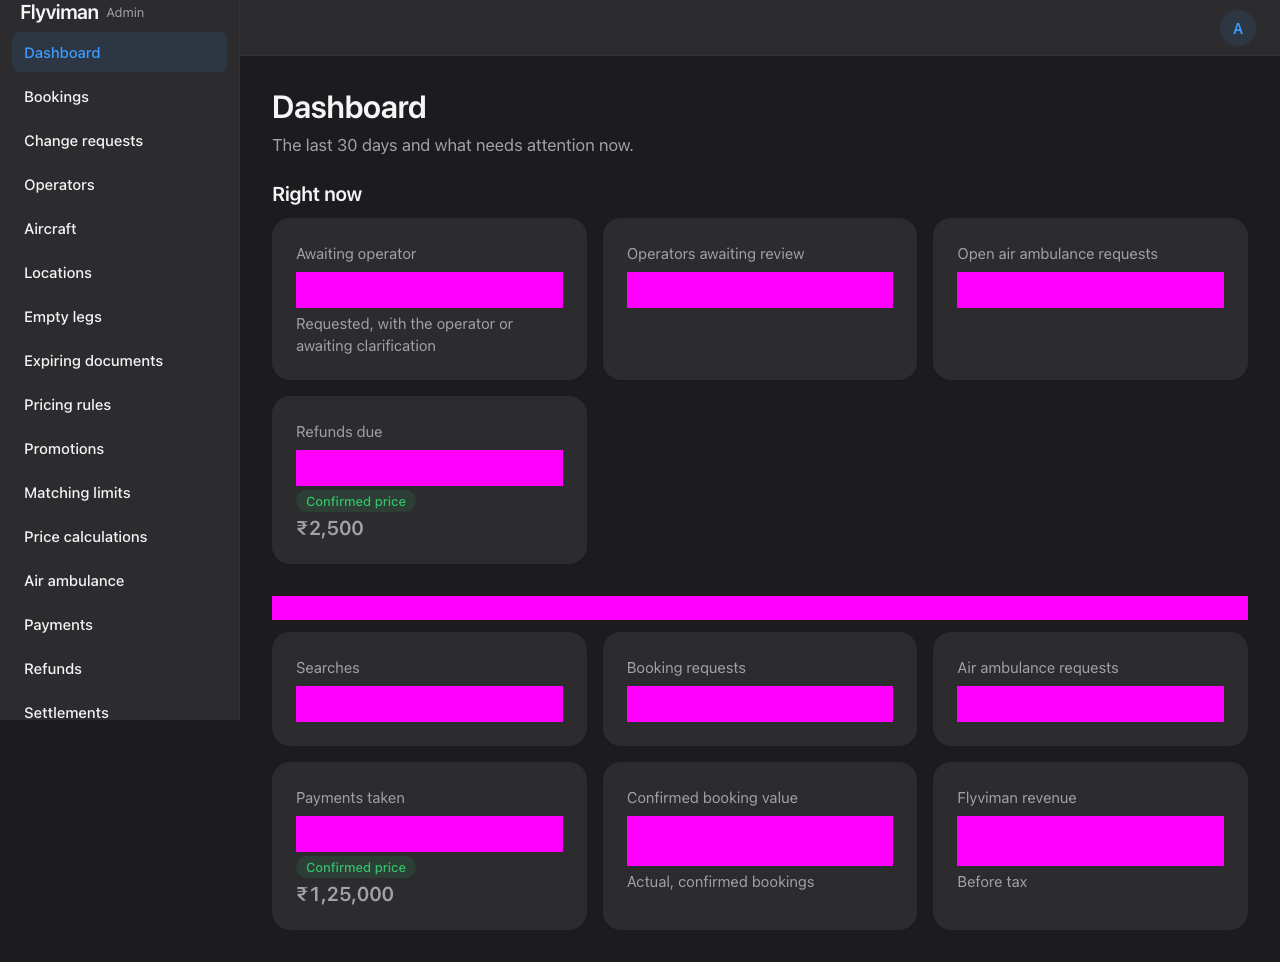 Flyviman Admin
Dashboard
Bookings
Change requests
Operators
Aircraft
Locations
Empty legs
Expiring documents
Pricing rules
Promotions
Matching limits
Price calculations
Air ambulance
Payments
Refunds
Settlements
A
Dashboard
The last 30 days and what needs attention now.
Right now
Awaiting operator
Requested, with the operator or
awaiting clarification
Operators awaiting review
Open air ambulance requests
Refunds due
Confirmed price
₹2,500
Searches
Booking requests
Air ambulance requests
Payments taken
Confirmed price
₹1,25,000
Confirmed booking value
Actual, confirmed bookings
Flyviman revenue
Before tax